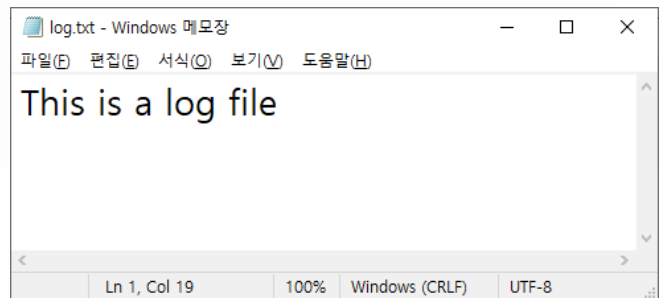 log.txt - Windows 메모장
파일(F) 편집(E) 서식(O) 보기(V) 도움말(H)
This is a log file
Ln 1, Col 19 100% Windows (CRLF) UTF-8